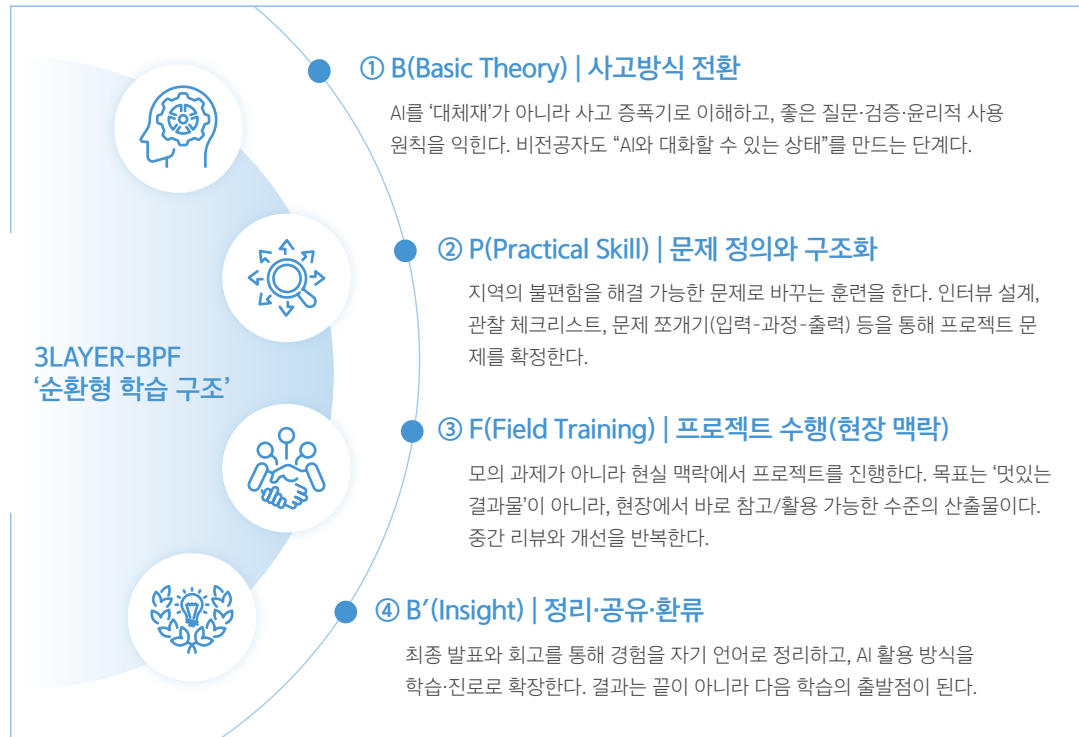 ① B(Basic Theory) | 사고방식 전환
AI를 ‘대체재’가 아니라 사고 증폭기로 이해하고, 좋은 질문·검증·윤리적 사용
원칙을 익힌다. 비전공자도 “AI와 대화할 수 있는 상태”를 만드는 단계다.
② P(Practical Skill) | 문제 정의와 구조화
지역의 불편함을 해결 가능한 문제로 바꾸는 훈련을 한다. 인터뷰 설계,
관찰 체크리스트, 문제 쪼개기(입력-과정-출력) 등을 통해 프로젝트 문
제를 확정한다.
3LAYER-BPF
‘순환형 학습 구조’
③ F(Field Training) | 프로젝트 수행(현장 맥락)
모의 과제가 아니라 현실 맥락에서 프로젝트를 진행한다. 목표는 ‘멋있는
결과물’이 아니라, 현장에서 바로 참고/활용 가능한 수준의 산출물이다.
중간 리뷰와 개선을 반복한다.
④ B′(Insight) | 정리·공유·환류
최종 발표와 회고를 통해 경험을 자기 언어로 정리하고, AI 활용 방식을
학습·진로로 확장한다. 결과는 끝이 아니라 다음 학습의 출발점이 된다.